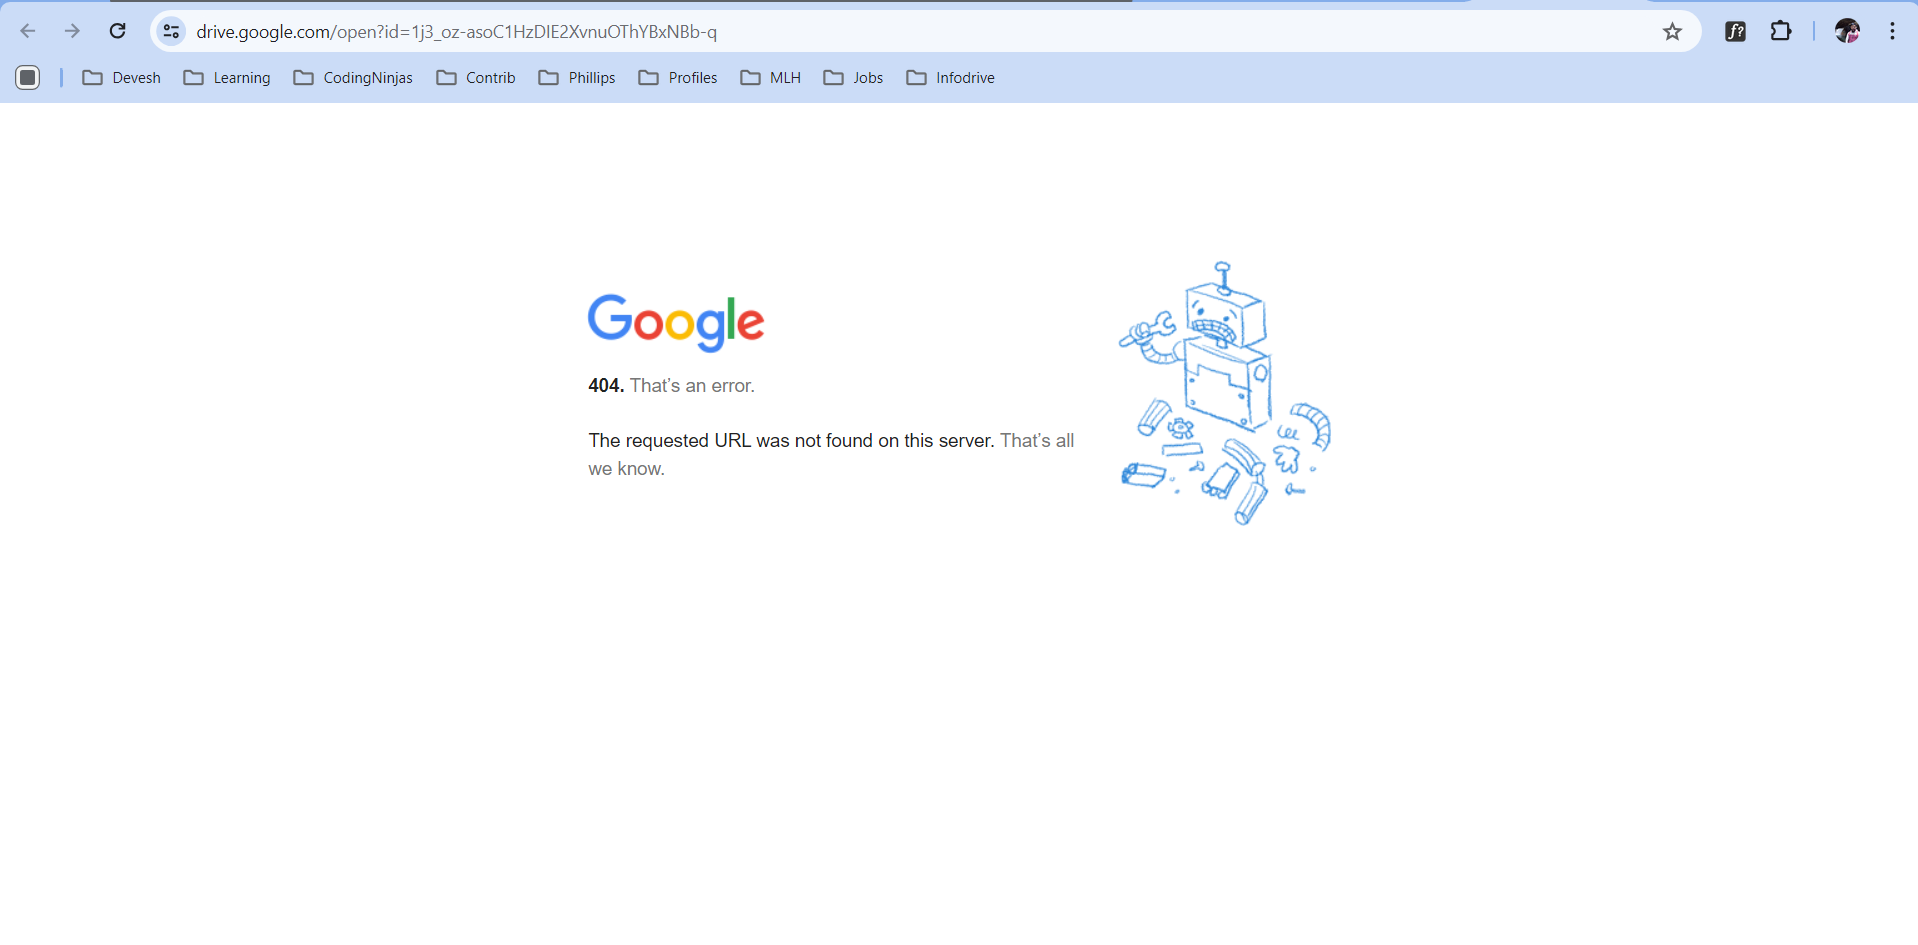 drive.google.com/open?id=1j3_oz-asoC1HzDIE2XvnuOThYBxNBb-q
f?
Devesh Learning CodingNinjas Contrib Phillips Profiles MLH Jobs Infodrive
Google
404. That’s an error.
The requested URL was not found on this server. That’s all
we know.